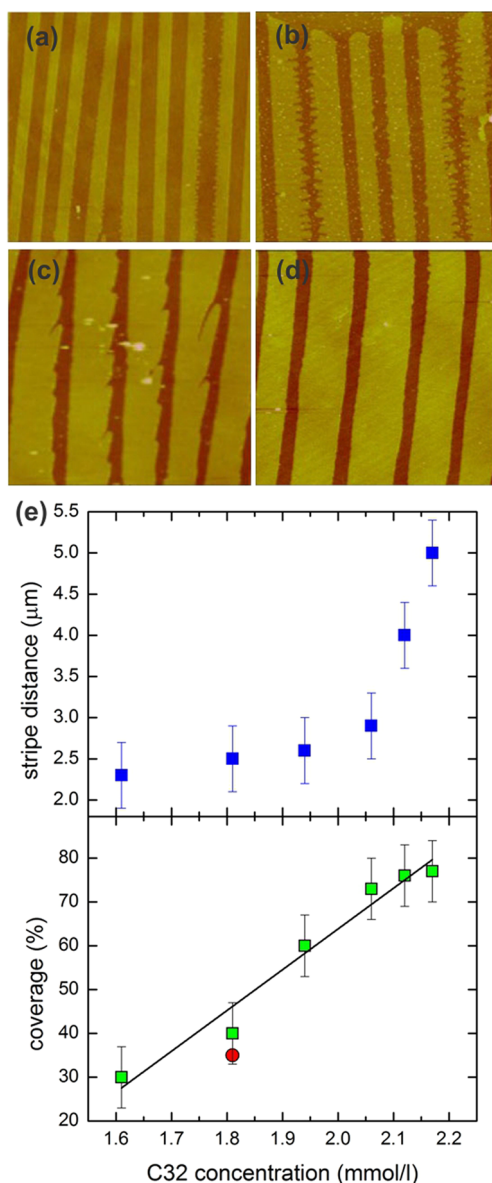 (a)
(b)
(c)
(d)
(e)
5.5
5.0
4.5
4.0
3.5
3.0
2.5
2.0
stripe distance (μm)
80
70
60
50
40
30
20
coverage (%)
1.6 1.7 1.8 1.9 2.0 2.1 2.2
C32 concentration (mmol/l)